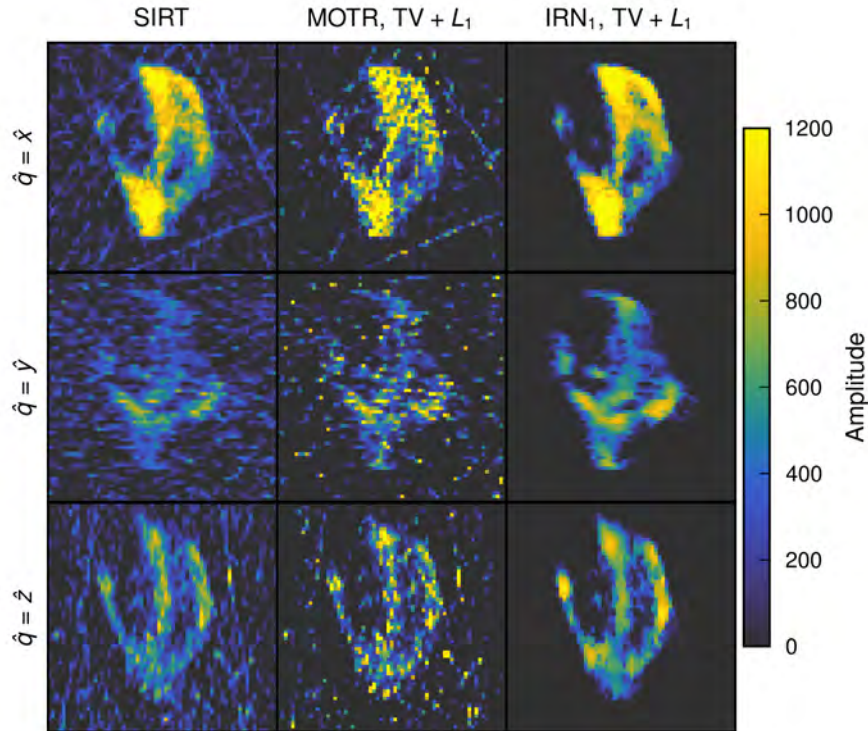 SIRT MOTR, TV + L₁ IRN₁, TV + L₁
q̂ = x̂
q̂ = ŷ
q̂ = ẑ
1200
1000
800
600
400
200
0
Amplitude